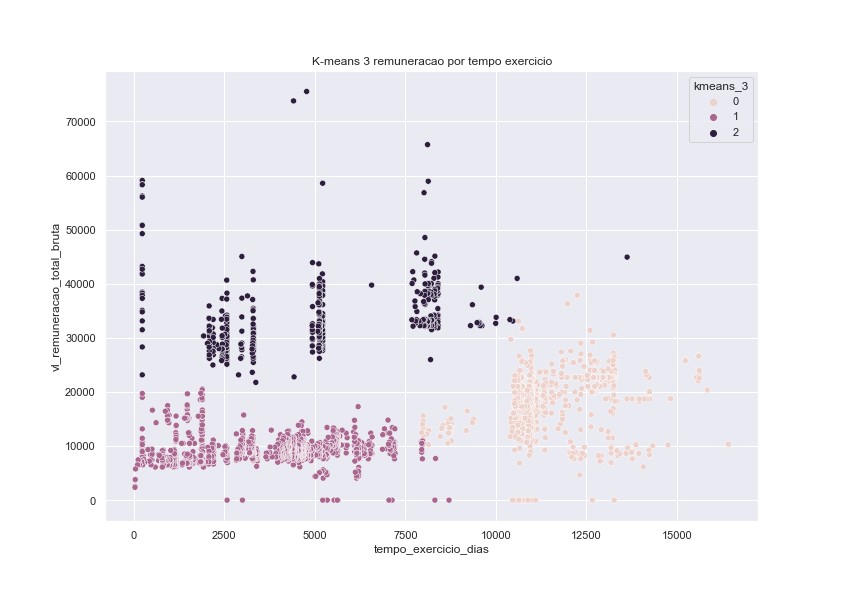 K-means 3 remuneracao por tempo exercicio
kmeans_3
0
1
2
vl_remuneracao_total_bruta
70000
60000
50000
40000
30000
20000
10000
0
0 2500 5000 7500 10000 12500 15000
tempo_exercicio_dias